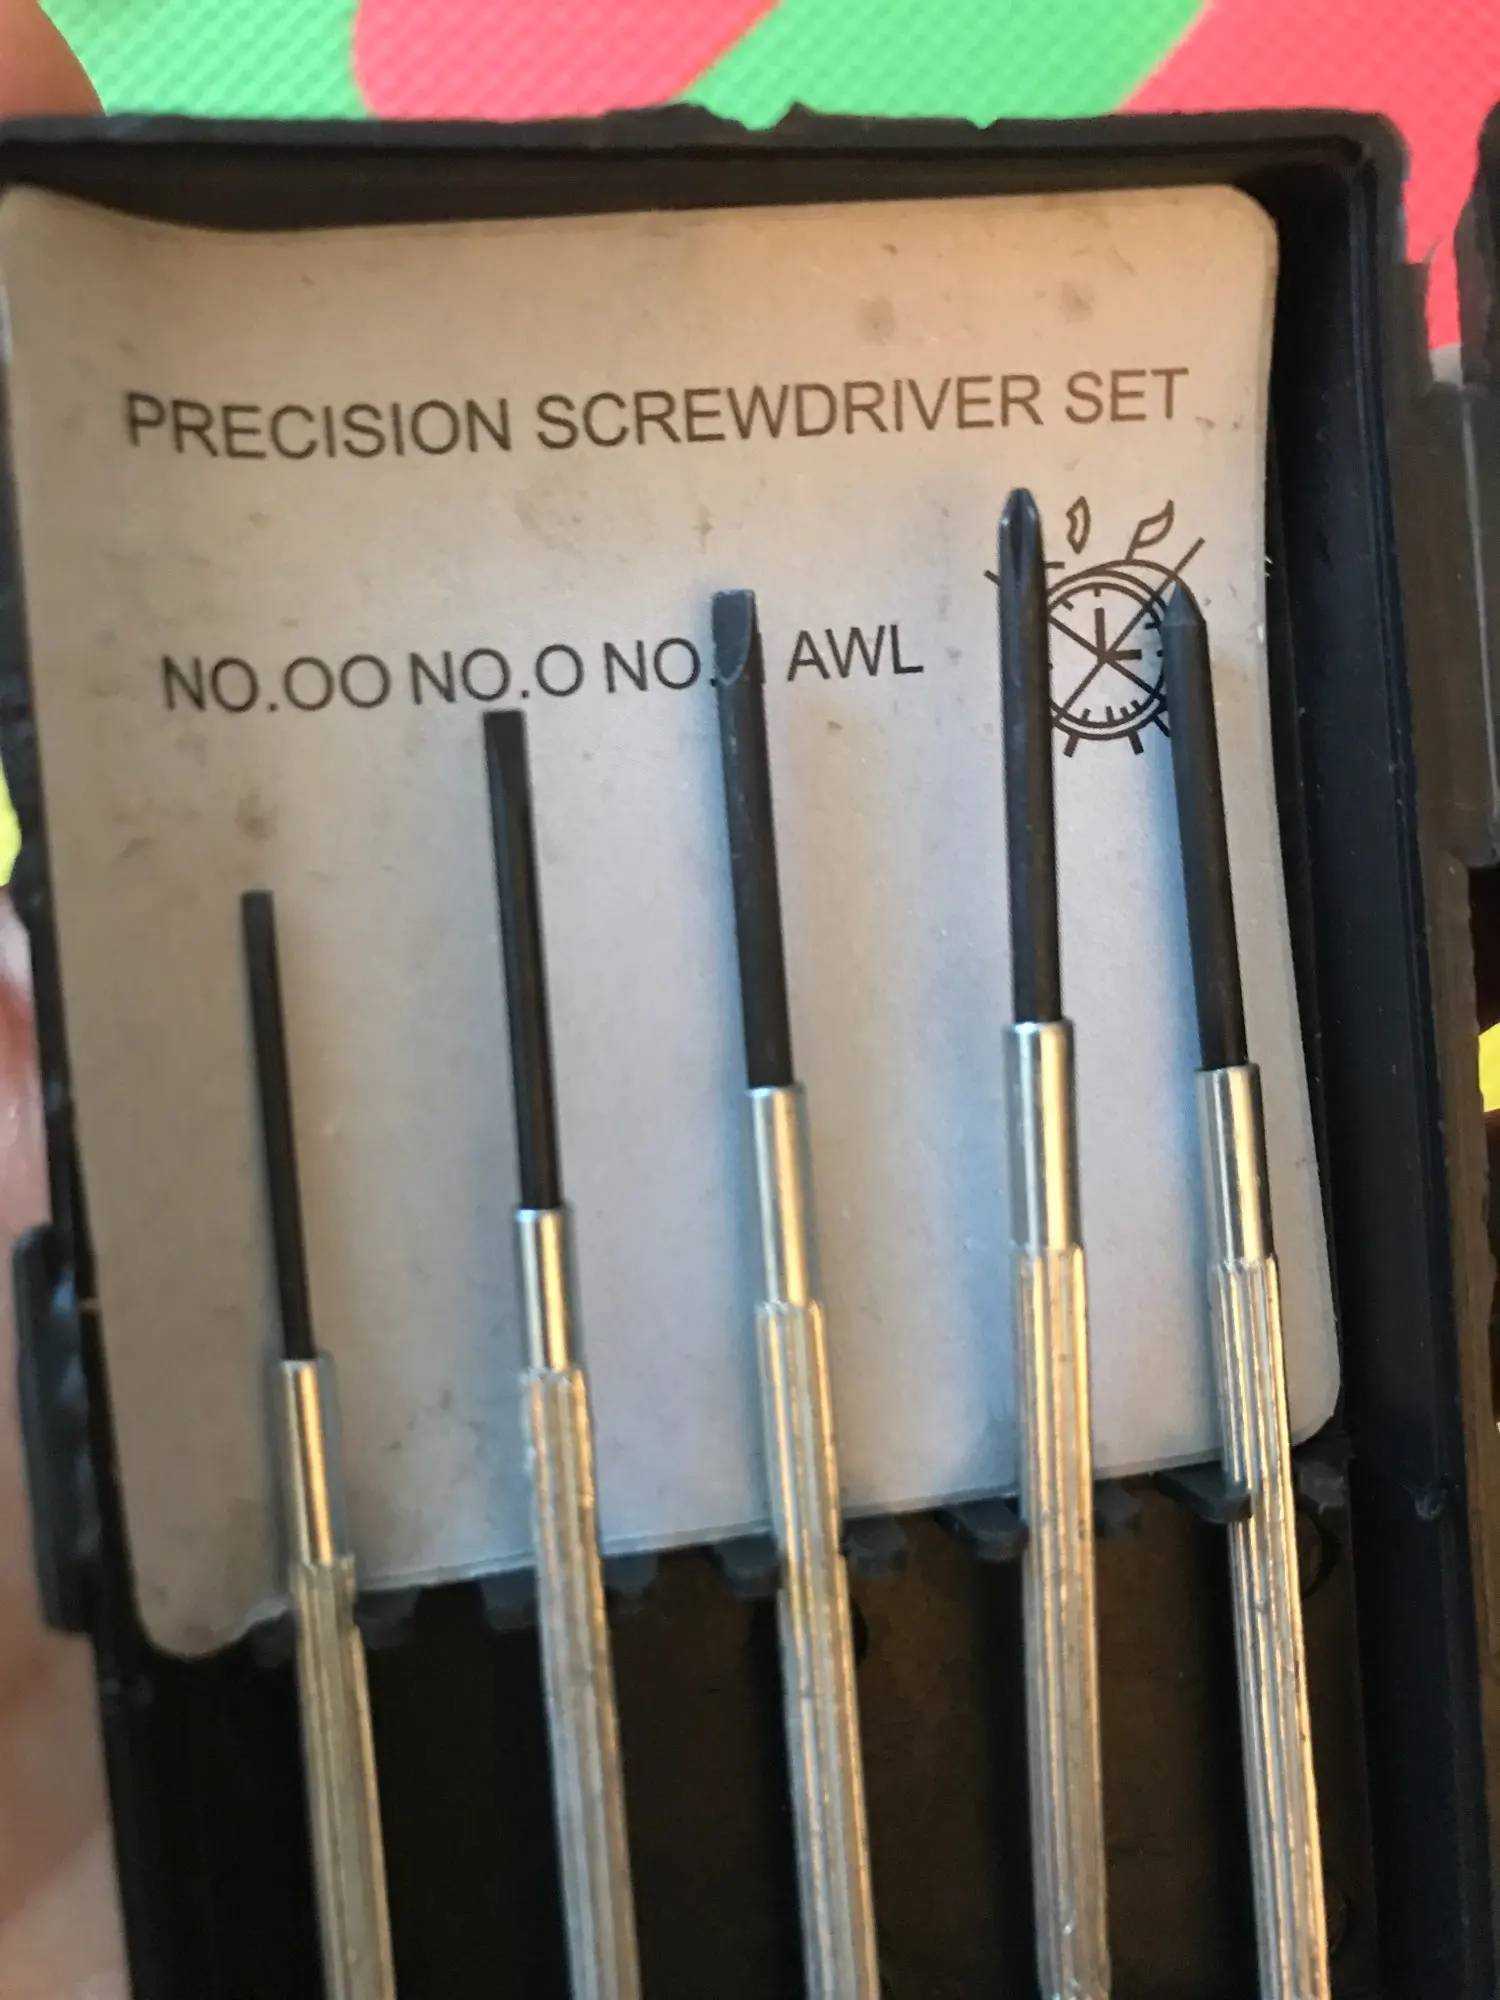 PRECISION SCREWDRIVER SET
NO.OO NO.O NO. AWL